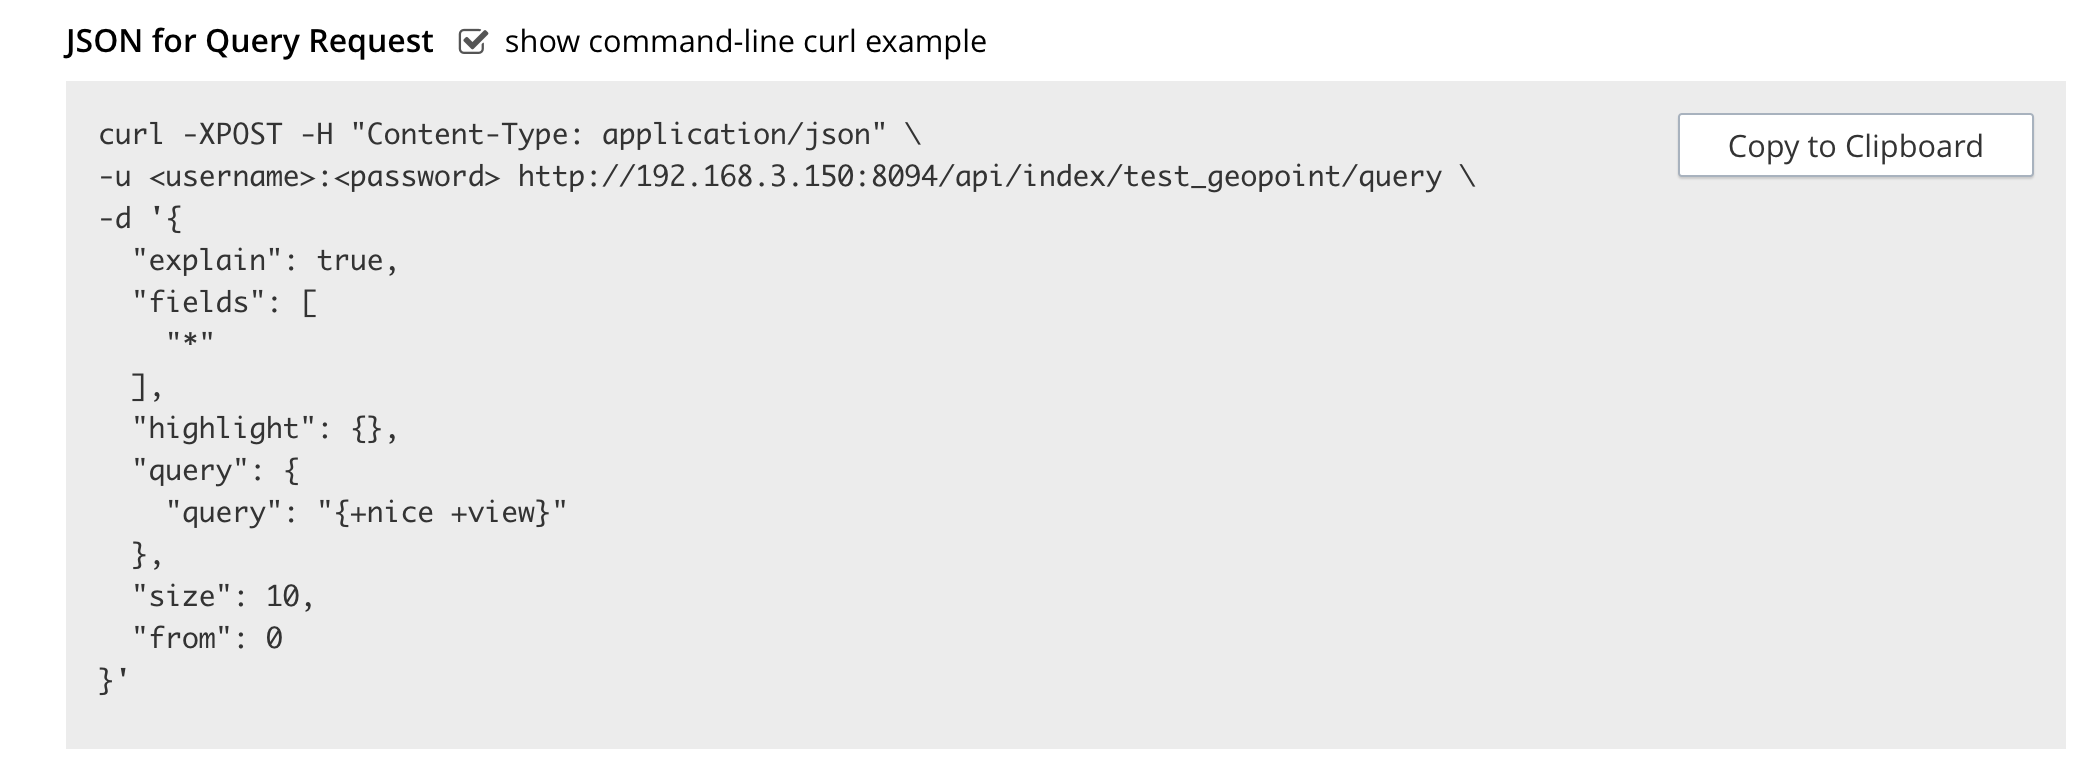 JSON for Query Request show command-line curl example
Copy to Clipboard
curl -XPOST -H "Content-Type: application/json" \
-u <username>:<password> http://192.168.3.150:8094/api/index/test_geopoint/query \
-d '{
  "explain": true,
  "fields": [
    "*"
  ],
  "highlight": {},
  "query": {
    "query": "{+nice +view}"
  },
  "size": 10,
  "from": 0
}'